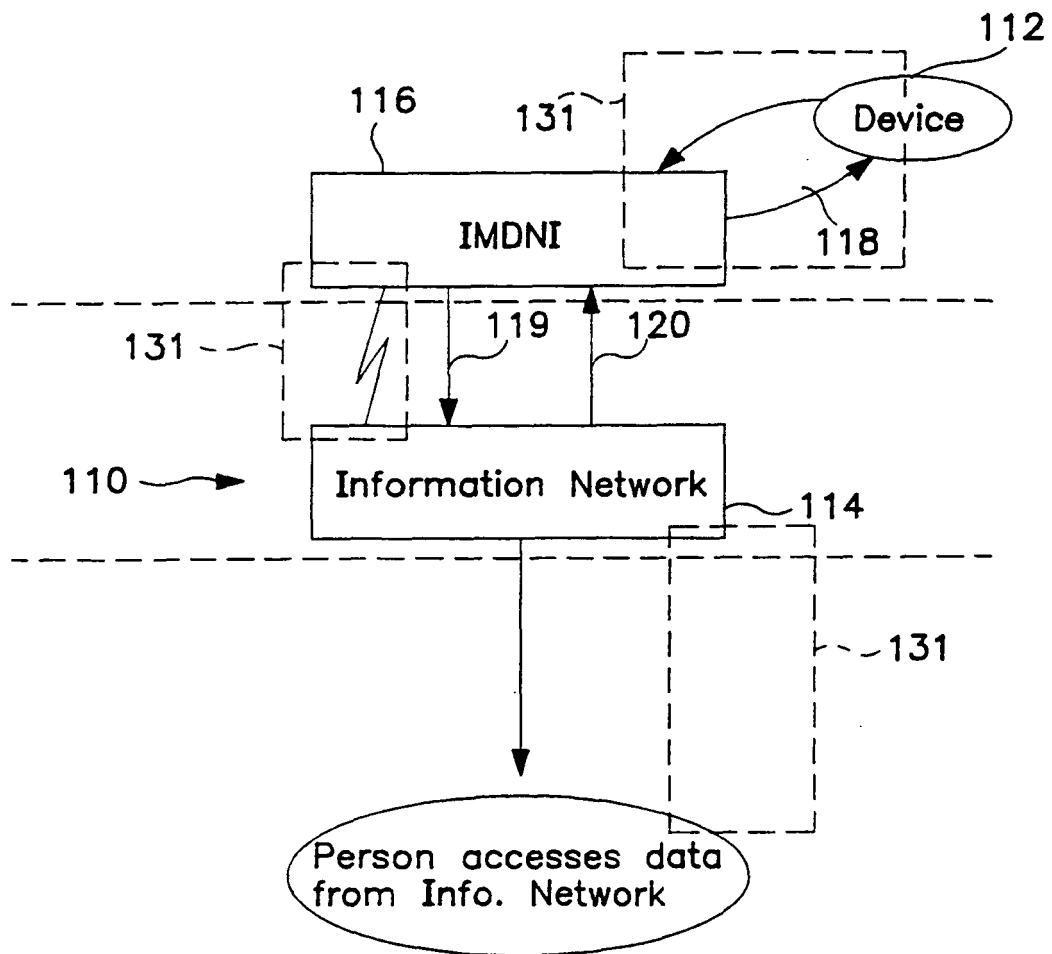 112
116
131
Device
IMDNI
118
119
120
131
110
Information Network
114
131
Person accesses data
from Info. Network